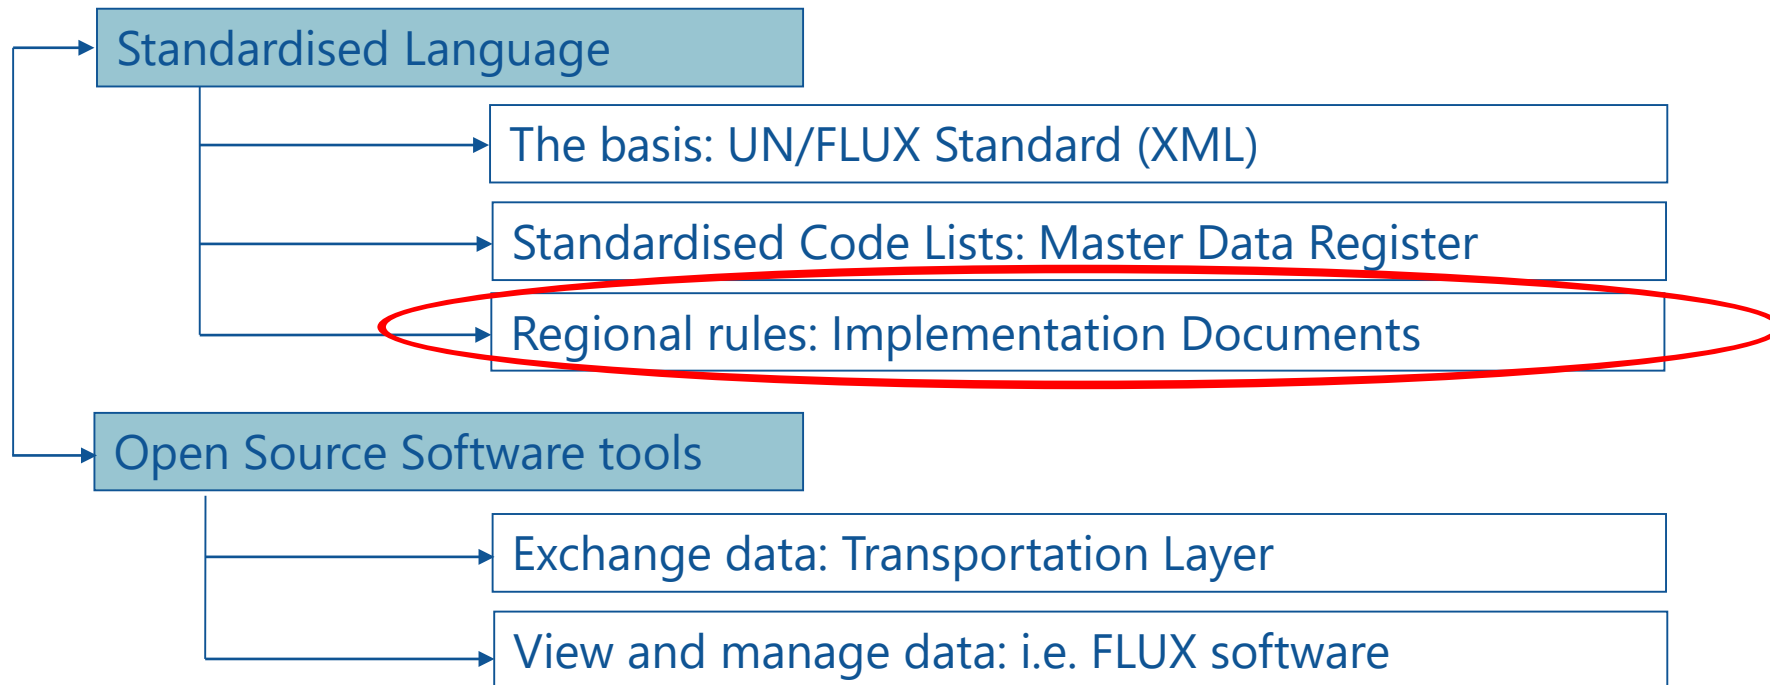 Standardised Language
The basis: UN/FLUX Standard (XML)
Standardised Code Lists: Master Data Register
Regional rules: Implementation Documents
Open Source Software tools
Exchange data: Transportation Layer
View and manage data: i.e. FLUX software